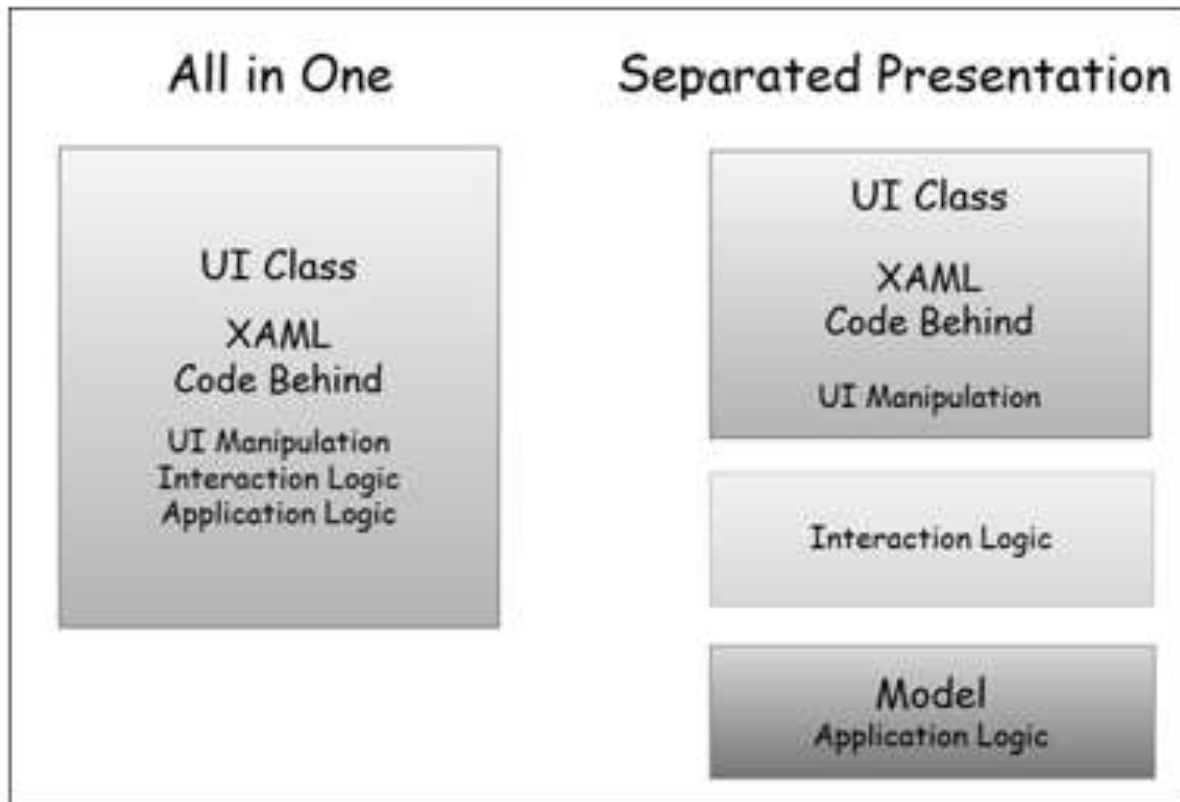 All in One
UI Class
XAML
Code Behind
UI Manipulation
Interaction Logic
Application Logic
Separated Presentation
UI Class
XAML
Code Behind
UI Manipulation
Interaction Logic
Model
Application Logic